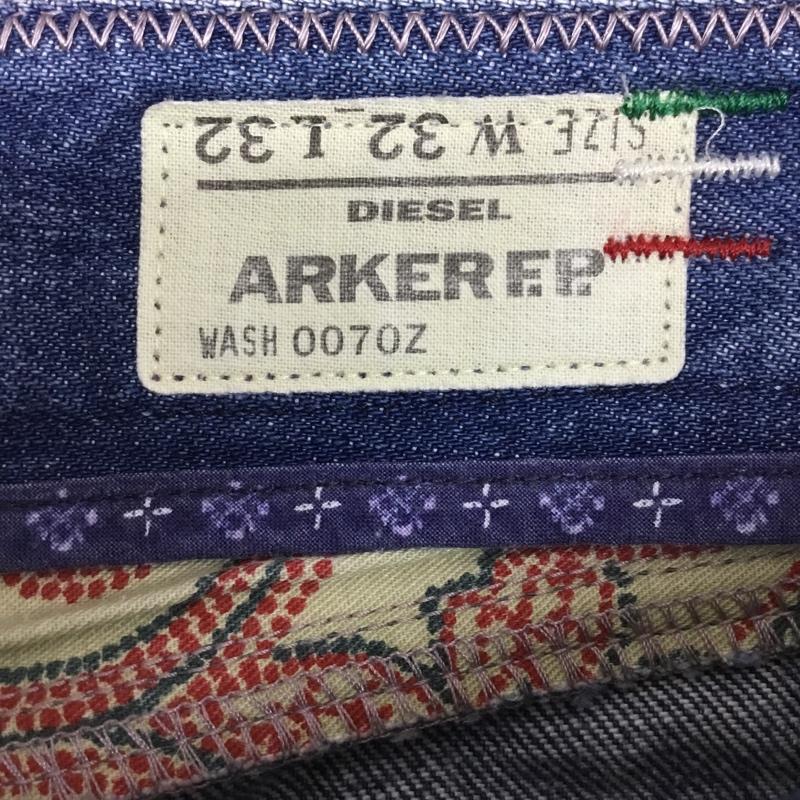 SIZE W 32 L 32
DIESEL
ARKER F.P.
WASH 0070Z